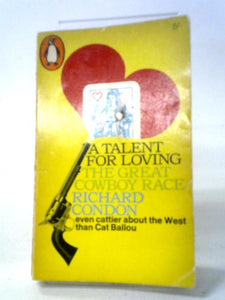 A TALENT
FOR LOVING
THE GREAT
COWBOY RACE
RICHARD
CONDON
even cattier about the West
than Cat Ballou